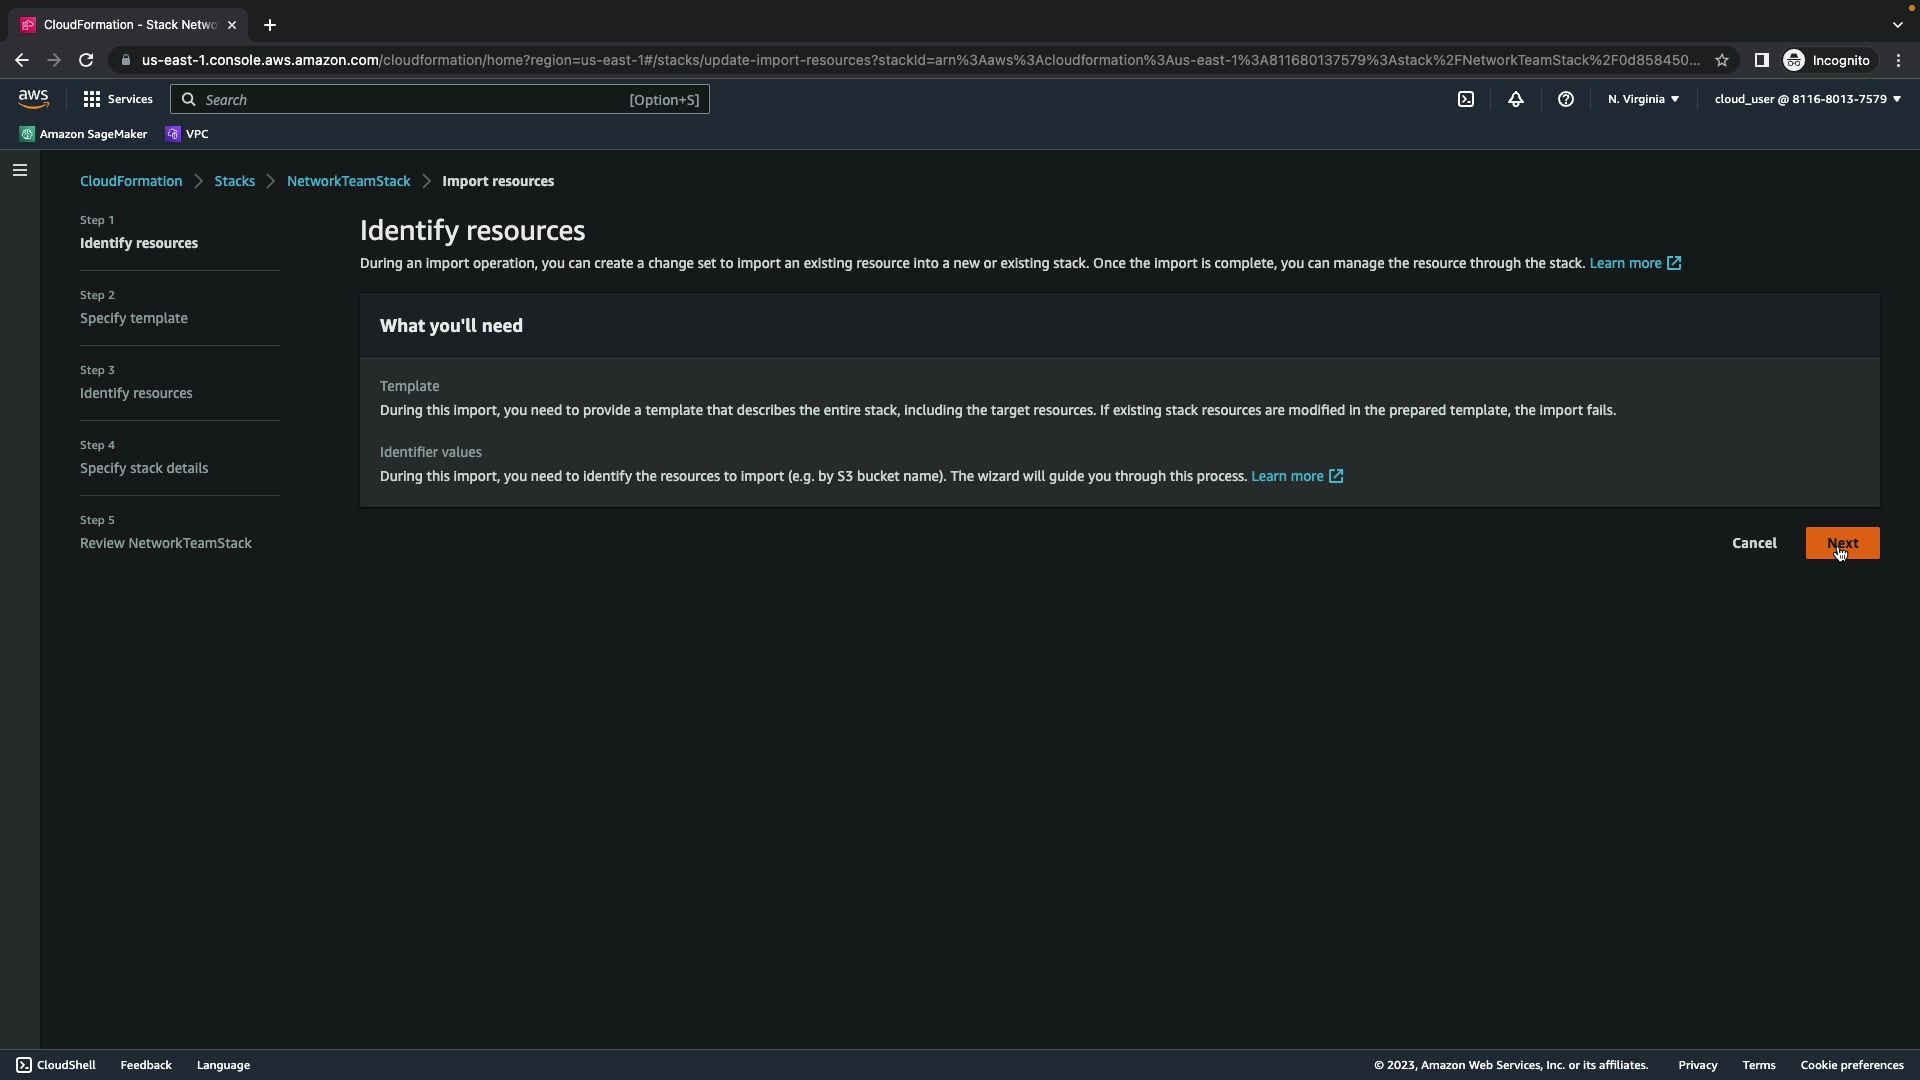 CloudFormation - Stack Netwo
us-east-1.console.aws.amazon.com/cloudformation/home?region=us-east-1#/stacks/update-import-resources?stackId=arn%3Aaws%3Acloudformation%3Aus-east-1%3A811680137579%3Astack%2FNetworkTeamStack%2F0d858450...
Incognito
aws
Services
Search
[Option+S]
N. Virginia
cloud_user @ 8116-8013-7579
Amazon SageMaker
VPC
CloudFormation
Stacks
NetworkTeamStack
Import resources
Step 1
Identify resources
Step 2
Specify template
Step 3
Identify resources
Step 4
Specify stack details
Step 5
Review NetworkTeamStack
Identify resources
During an import operation, you can create a change set to import an existing resource into a new or existing stack. Once the import is complete, you can manage the resource through the stack. Learn more
What you'll need
Template
During this import, you need to provide a template that describes the entire stack, including the target resources. If existing stack resources are modified in the prepared template, the import fails.
Identifier values
During this import, you need to identify the resources to import (e.g. by S3 bucket name). The wizard will guide you through this process. Learn more
Cancel
Next
CloudShell
Feedback
Language
© 2023, Amazon Web Services, Inc. or its affiliates.
Privacy
Terms
Cookie preferences